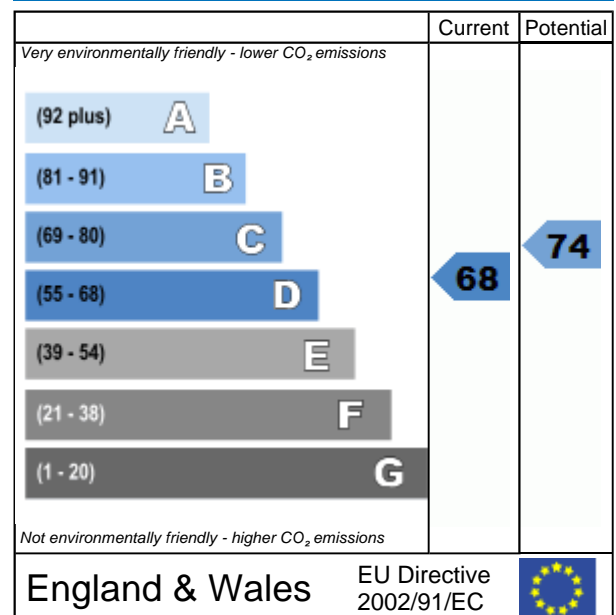 Current Potential
Very environmentally friendly - lower CO₂ emissions
(92 plus) A
(81 - 91) B
(69 - 80) C
74
(55 - 68) D
68
(39 - 54) E
(21 - 38) F
(1 - 20) G
Not environmentally friendly - higher CO₂ emissions
England & Wales
EU Directive
2002/91/EC